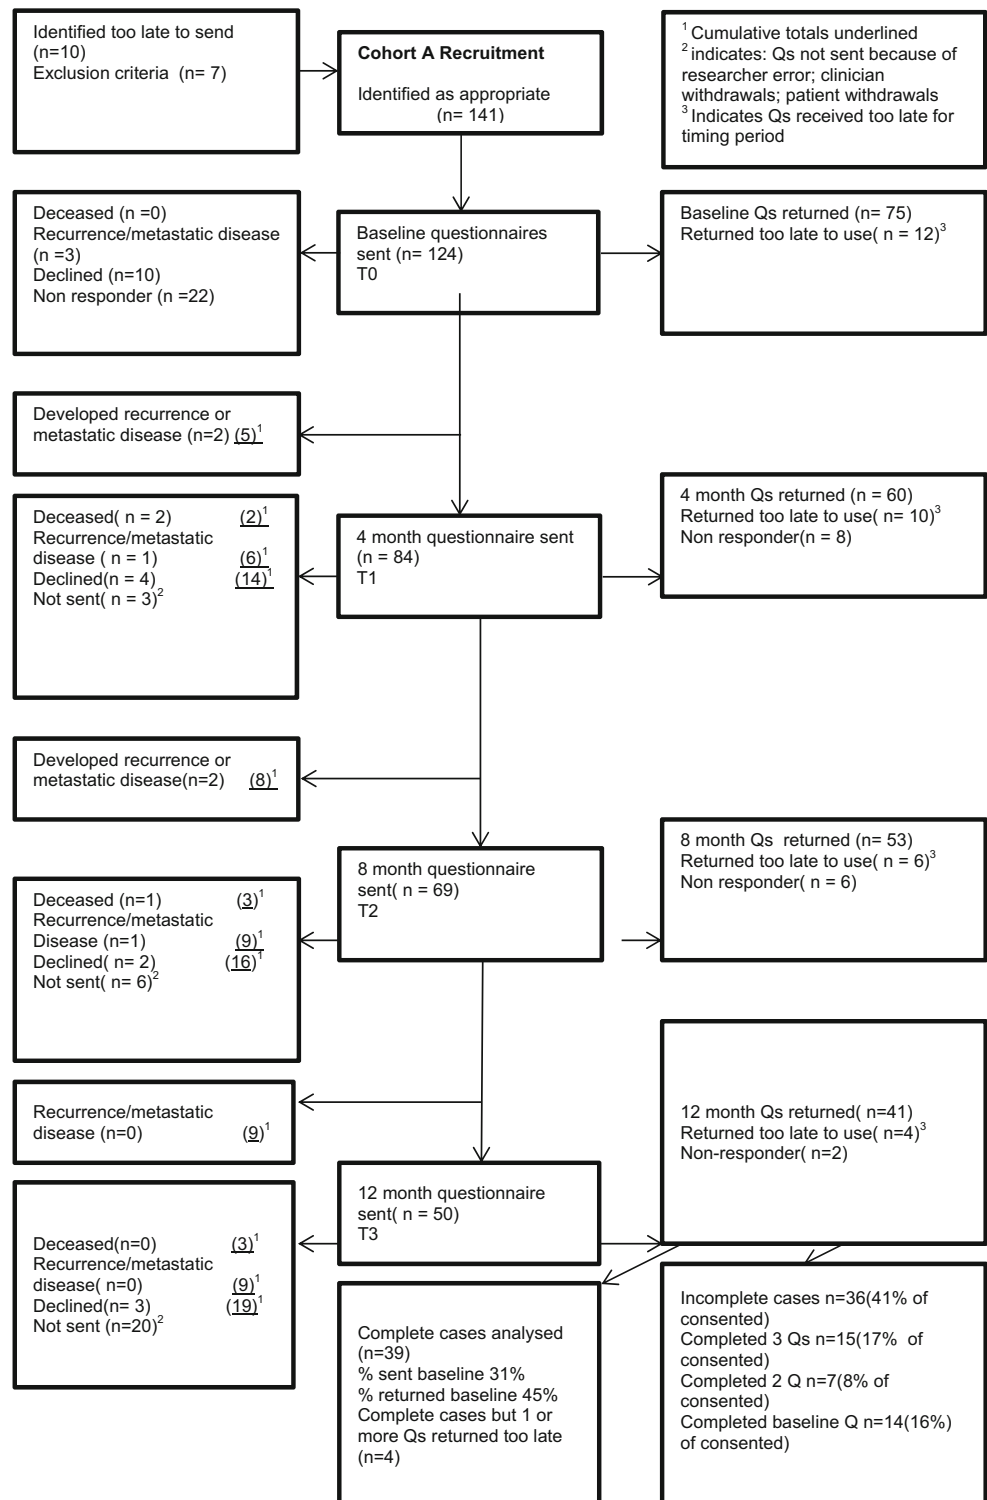 Identified too late to send
(n=10)
Exclusion criteria  (n= 7)
Cohort A Recruitment
Identified as appropriate
(n= 141)
¹ Cumulative totals underlined
² indicates: Qs not sent because of
researcher error; clinician
withdrawals; patient withdrawals
³ Indicates Qs received too late for
timing period
Deceased (n =0)
Recurrence/metastatic disease
(n =3)
Declined (n=10)
Non responder (n =22)
Baseline questionnaires
sent (n= 124)
T0
Baseline Qs returned (n= 75)
Returned too late to use( n = 12)³
Developed recurrence or
metastatic disease (n=2) (5)¹
Deceased( n = 2) (2)¹
Recurrence/metastatic
disease ( n = 1) (6)¹
Declined(n = 4) (14)¹
Not sent( n = 3)²
4 month questionnaire sent
(n = 84)
T1
4 month Qs returned (n = 60)
Returned too late to use( n= 10)³
Non responder(n = 8)
Developed recurrence or
metastatic disease(n=2) (8)¹
8 month questionnaire
sent( n = 69)
T2
8 month Qs  returned (n= 53)
Returned too late to use( n = 6)³
Non responder( n = 6)
Deceased (n=1) (3)¹
Recurrence/metastatic
Disease (n=1) (9)¹
Declined( n= 2) (16)¹
Not sent( n= 6)²
Recurrence/metastatic
disease (n=0) (9)¹
12 month Qs returned( n=41)
Returned too late to use( n=4)³
Non-responder( n=2)
12 month questionnaire
sent( n = 50)
T3
Deceased(n=0) (3)¹
Recurrence/metastatic
disease( n=0) (9)¹
Declined(n= 3) (19)¹
Not sent (n=20)²
Complete cases analysed
(n=39)
% sent baseline 31%
% returned baseline 45%
Complete cases but 1 or
more Qs returned too late
(n=4)
Incomplete cases n=36(41% of
consented)
Completed 3 Qs n=15(17%  of
consented)
Completed 2 Q n=7(8% of
consented)
Completed baseline Q n=14(16%)
of consented)